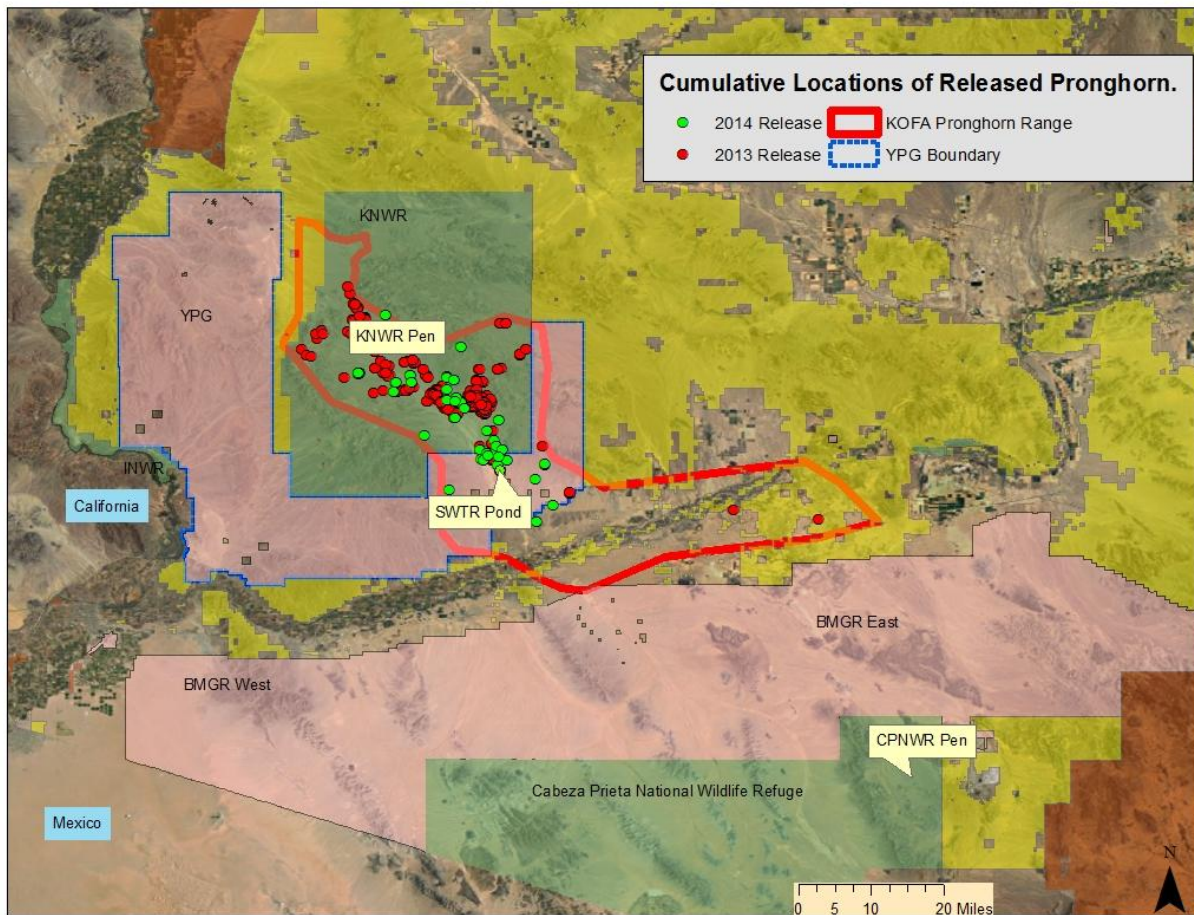 Cumulative Locations of Released Pronghorn.
2014 Release KOFA Pronghorn Range
2013 Release YPG Boundary
KNWR
YPG
KNWR Pen
INWR
California
SWTR Pond
BMGR East
BMGR West
CPNWR Pen
Cabeza Prieta National Wildlife Refuge
Mexico
N
0 5 10 20 Miles